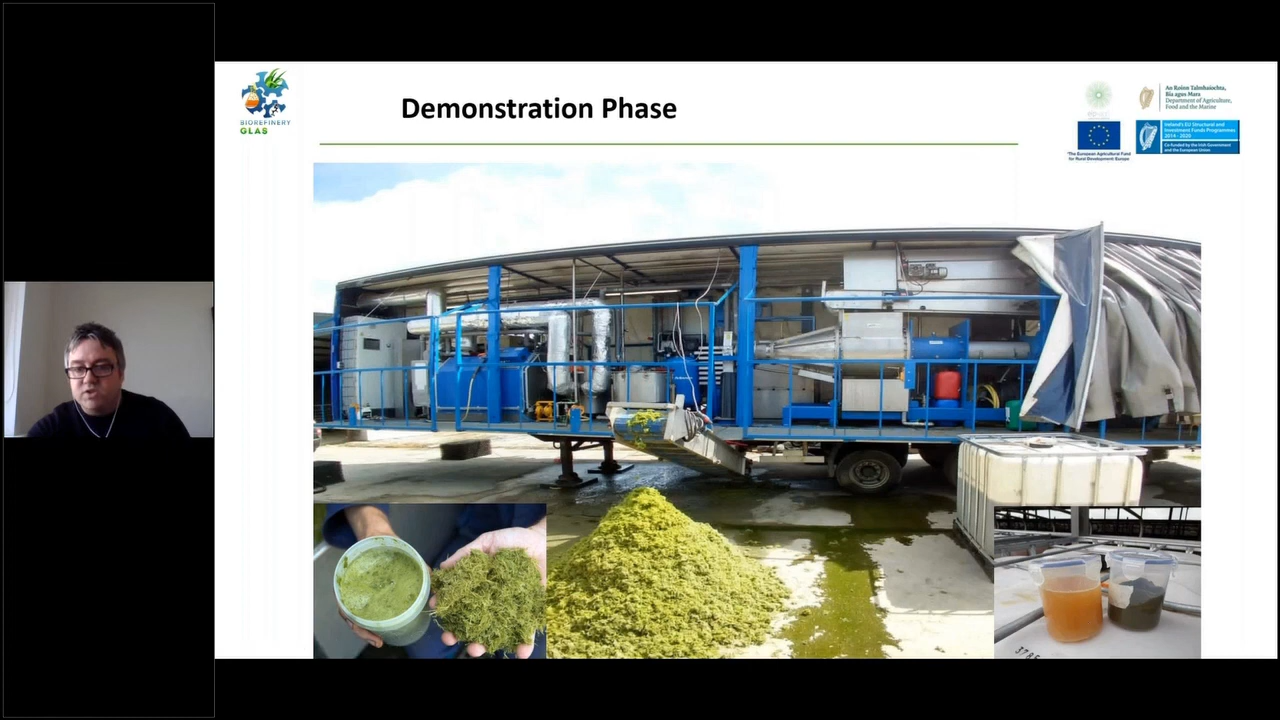 Demonstration Phase
BIOREFINERY
GLAS
An Roinn Talmhaíochta,
Bia agus Mara
Department of Agriculture,
Food and the Marine
Ireland's EU Structural and
Investment Funds Programmes
2014 - 2020
Co-funded by the Irish Government
and the European Union
"The European Agricultural Fund
for Rural Development: Europe